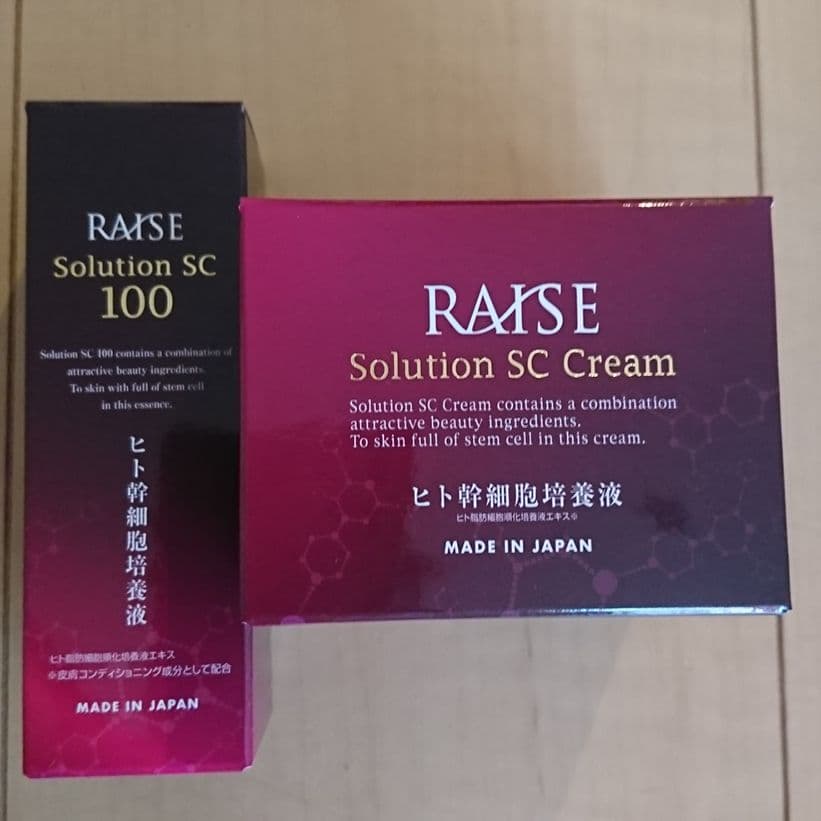 RAISE
Solution SC
100
Solution SC 100 contains a combination of
attractive beauty ingredients.
To skin with full of stem cell
in this essence.
ヒト幹細胞培養液
ヒト脂肪細胞順化培養液エキス
※皮膚コンディショニング成分として配合
MADE IN JAPAN
RAISE
Solution SC Cream
Solution SC Cream contains a combination
attractive beauty ingredients.
To skin full of stem cell in this cream.
ヒト幹細胞培養液
ヒト脂肪細胞順化培養液エキス※
MADE IN JAPAN